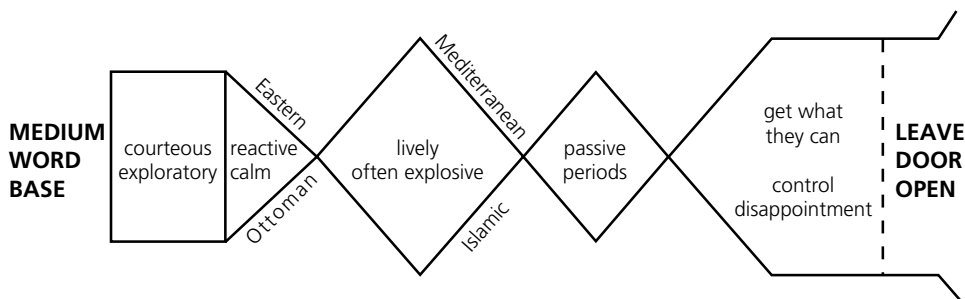 MEDIUM
WORD
BASE
courteous
exploratory
Eastern
reactive
calm
Ottoman
lively
often explosive
Mediterranean
Islamic
passive
periods
get what
they can
control
disappointment
LEAVE
DOOR
OPEN